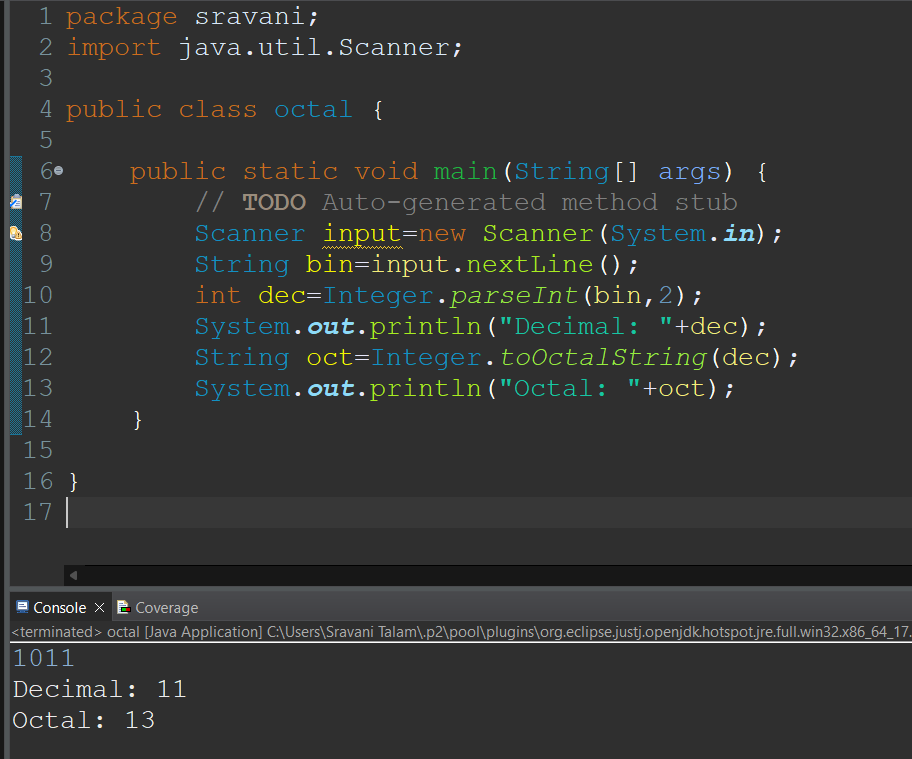 1 package sravani;
2 import java.util.Scanner;
3
4 public class octal {
5
6 public static void main(String[] args) {
7 // TODO Auto-generated method stub
8 Scanner input=new Scanner(System.in);
9 String bin=input.nextLine();
10 int dec=Integer.parseInt(bin,2);
11 System.out.println("Decimal: "+dec);
12 String oct=Integer.toOctalString(dec);
13 System.out.println("Octal: "+oct);
14 }
15
16 }
17
Console Coverage
<terminated> octal [Java Application] C:\Users\Sravani Talam\.p2\pool\plugins\org.eclipse.justj.openjdk.hotspot.jre.full.win32.x86_64_17.
1011
Decimal: 11
Octal: 13